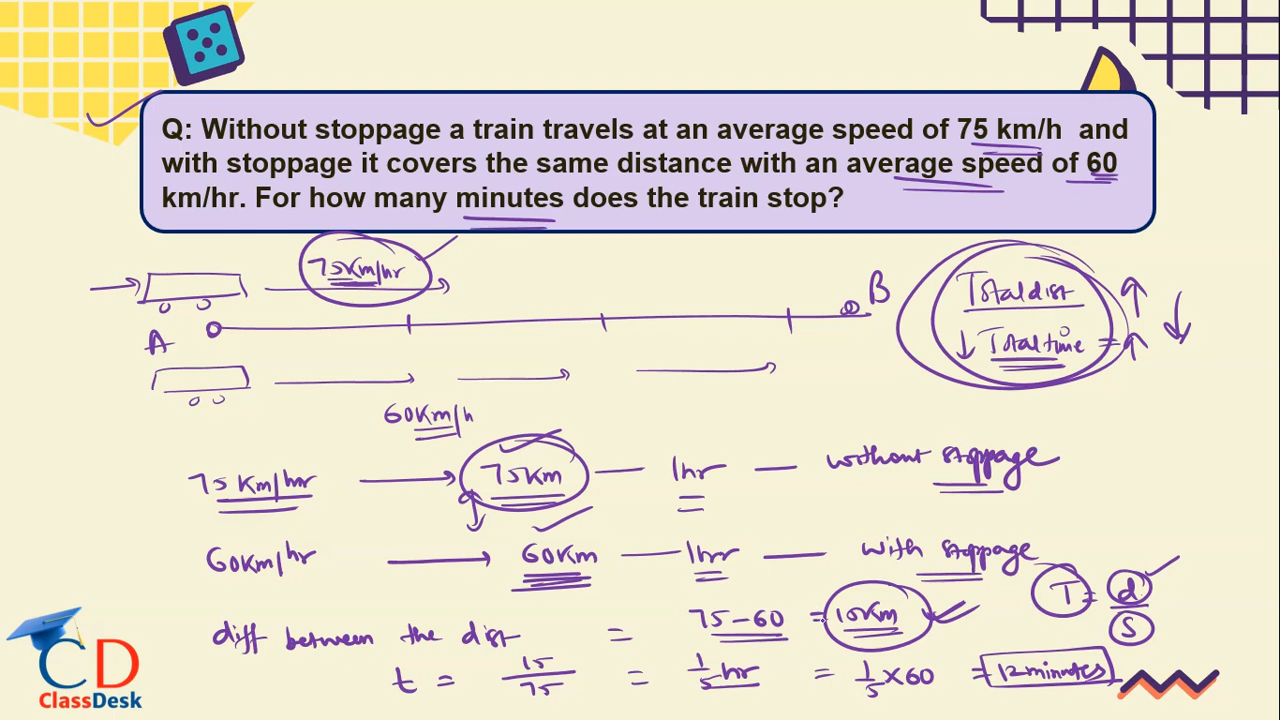 Q: Without stoppage a train travels at an average speed of 75 km/h and
with stoppage it covers the same distance with an average speed of 60
km/hr. For how many minutes does the train stop?
75Km/hr
A
B
Total dist
Total time =
60Km/h
75 Km/hr 75Km 1hr without stoppage
60Km/hr 60Km 1hr with stoppage
T = d/s
diff between the dist = 75-60 = 15Km
t = 15/75 = 1/5 hr = 1/5 x 60 = 12 minutes
CD
ClassDesk